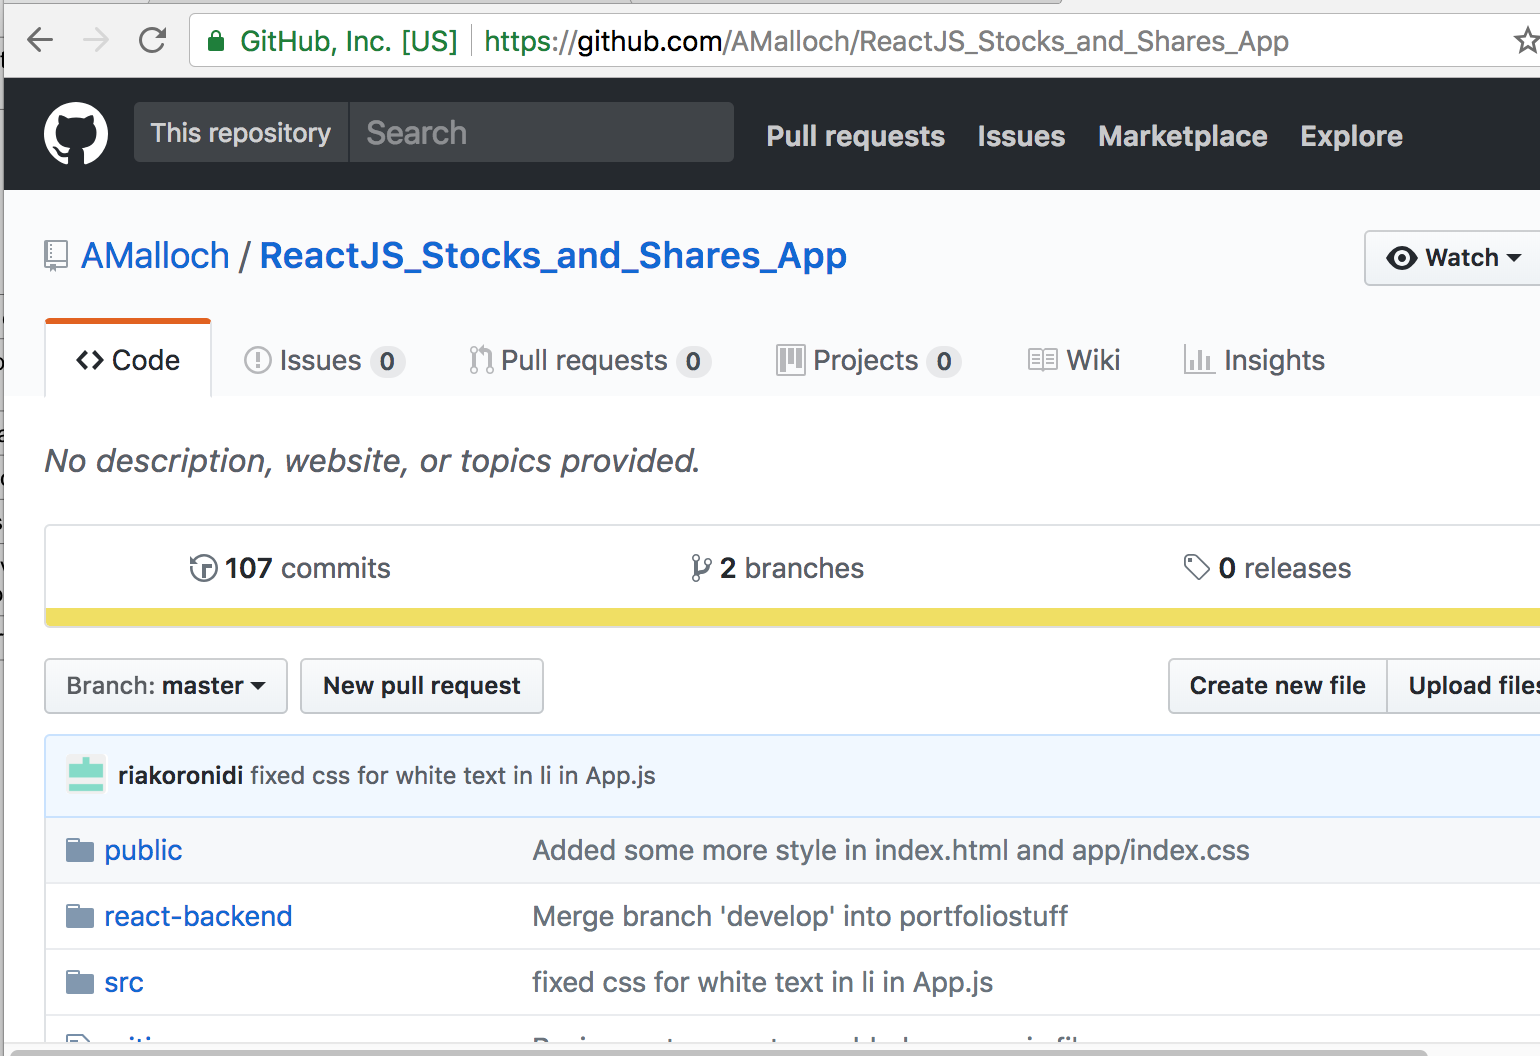 GitHub, Inc. [US] https://github.com/AMalloch/ReactJS_Stocks_and_Shares_App
This repository Search Pull requests Issues Marketplace Explore
AMalloch / ReactJS_Stocks_and_Shares_App Watch
Code Issues 0 Pull requests 0 Projects 0 Wiki Insights
No description, website, or topics provided.
107 commits 2 branches 0 releases
Branch: master New pull request Create new file Upload files
riakoronidi fixed css for white text in li in App.js
public Added some more style in index.html and app/index.css
react-backend Merge branch 'develop' into portfoliostuff
src fixed css for white text in li in App.js